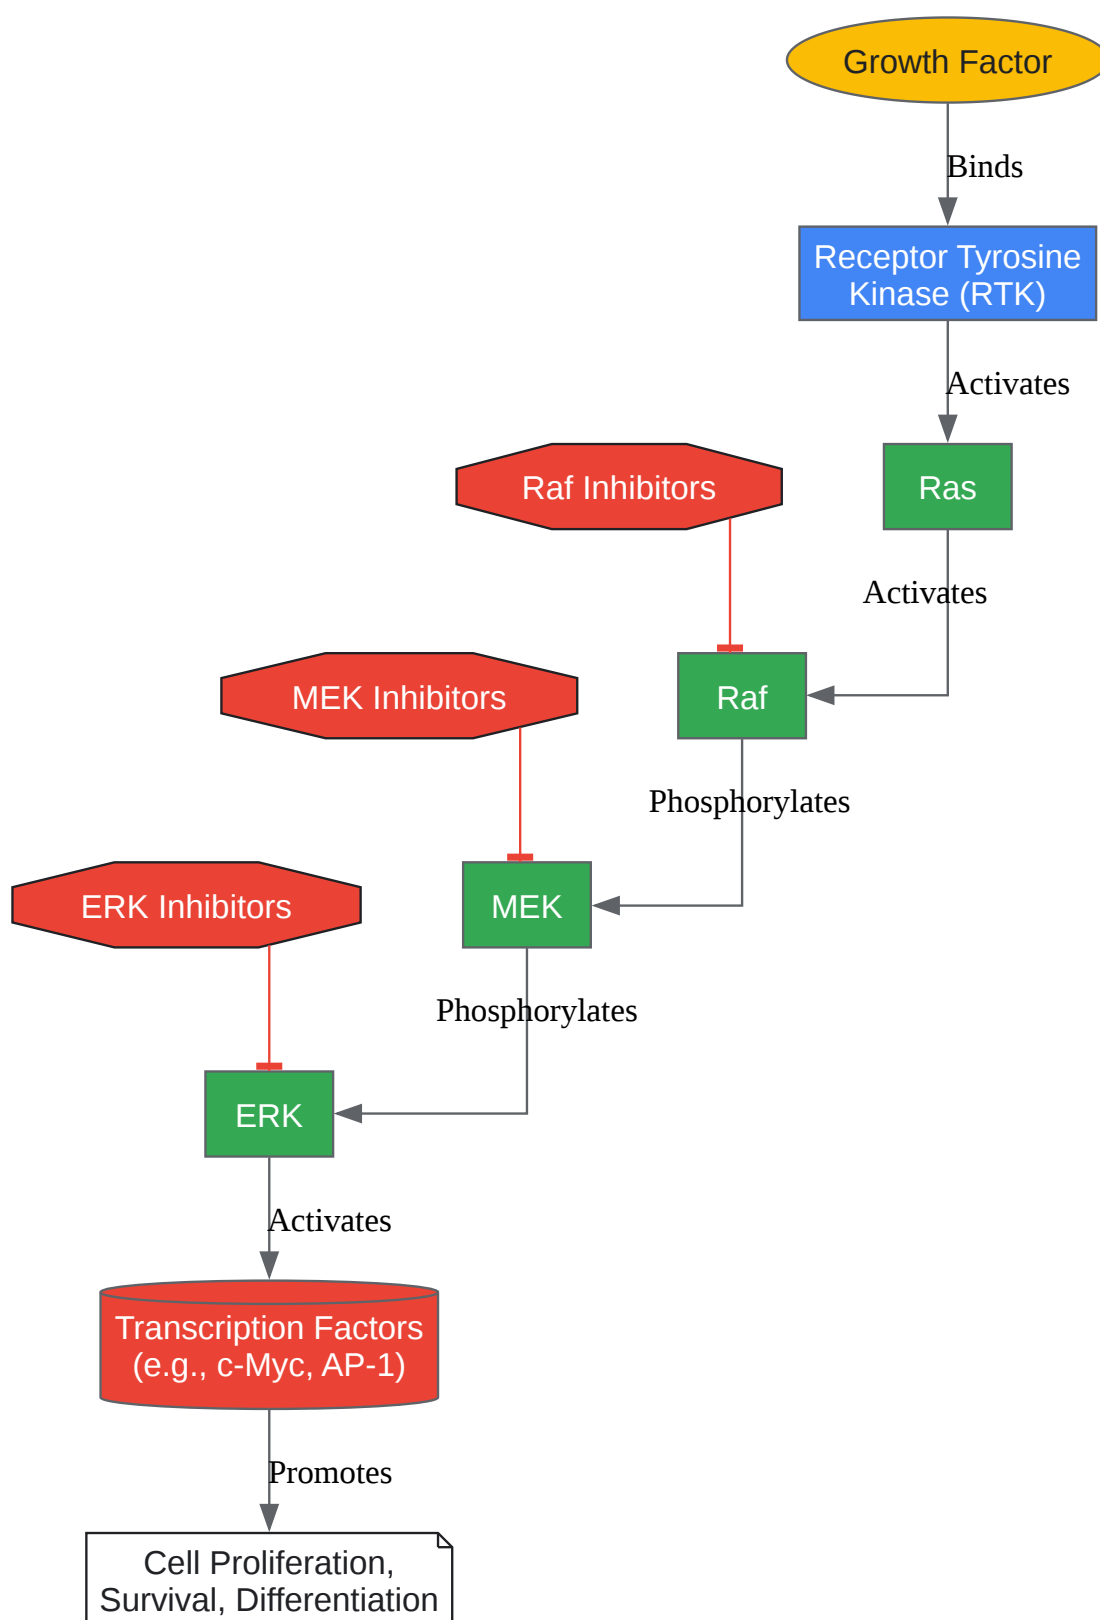 Growth Factor
Binds
Receptor Tyrosine
Kinase (RTK)
Activates
Raf Inhibitors
Ras
Activates
MEK Inhibitors
Raf
Phosphorylates
ERK Inhibitors
MEK
Phosphorylates
ERK
Activates
Transcription Factors
(e.g., c-Myc, AP-1)
Promotes
Cell Proliferation,
Survival, Differentiation